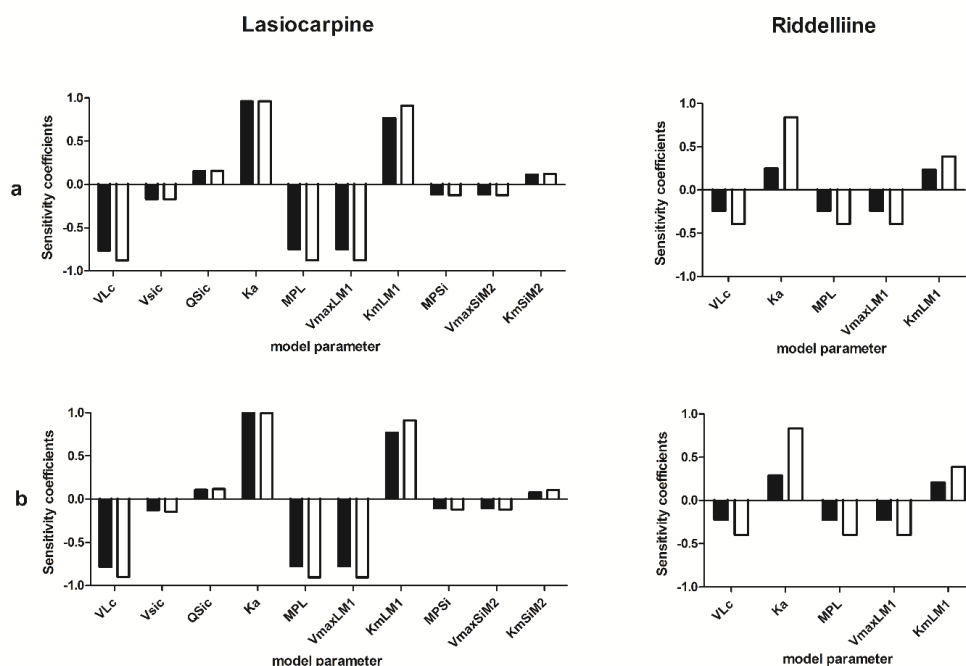 Lasiocarpine
Riddelliine
a
Sensitivity coefficients
1.0
0.5
0.0
-0.5
-1.0
VLc
Vsic
QSic
Ka
MPL
VmaxLM1
KmLM1
MPSi
VmaxSiM2
KmSiM2
model parameter
Sensitivity coefficients
1.0
0.5
0.0
-0.5
-1.0
VLc
Ka
MPL
VmaxLM1
KmLM1
model parameter
b
Sensitivity coefficients
1.0
0.5
0.0
-0.5
-1.0
VLc
Vsic
QSic
Ka
MPL
VmaxLM1
KmLM1
MPSi
VmaxSiM2
KmSiM2
model parameter
Sensitivity coefficients
1.0
0.5
0.0
-0.5
-1.0
VLc
Ka
MPL
VmaxLM1
KmLM1
model parameter